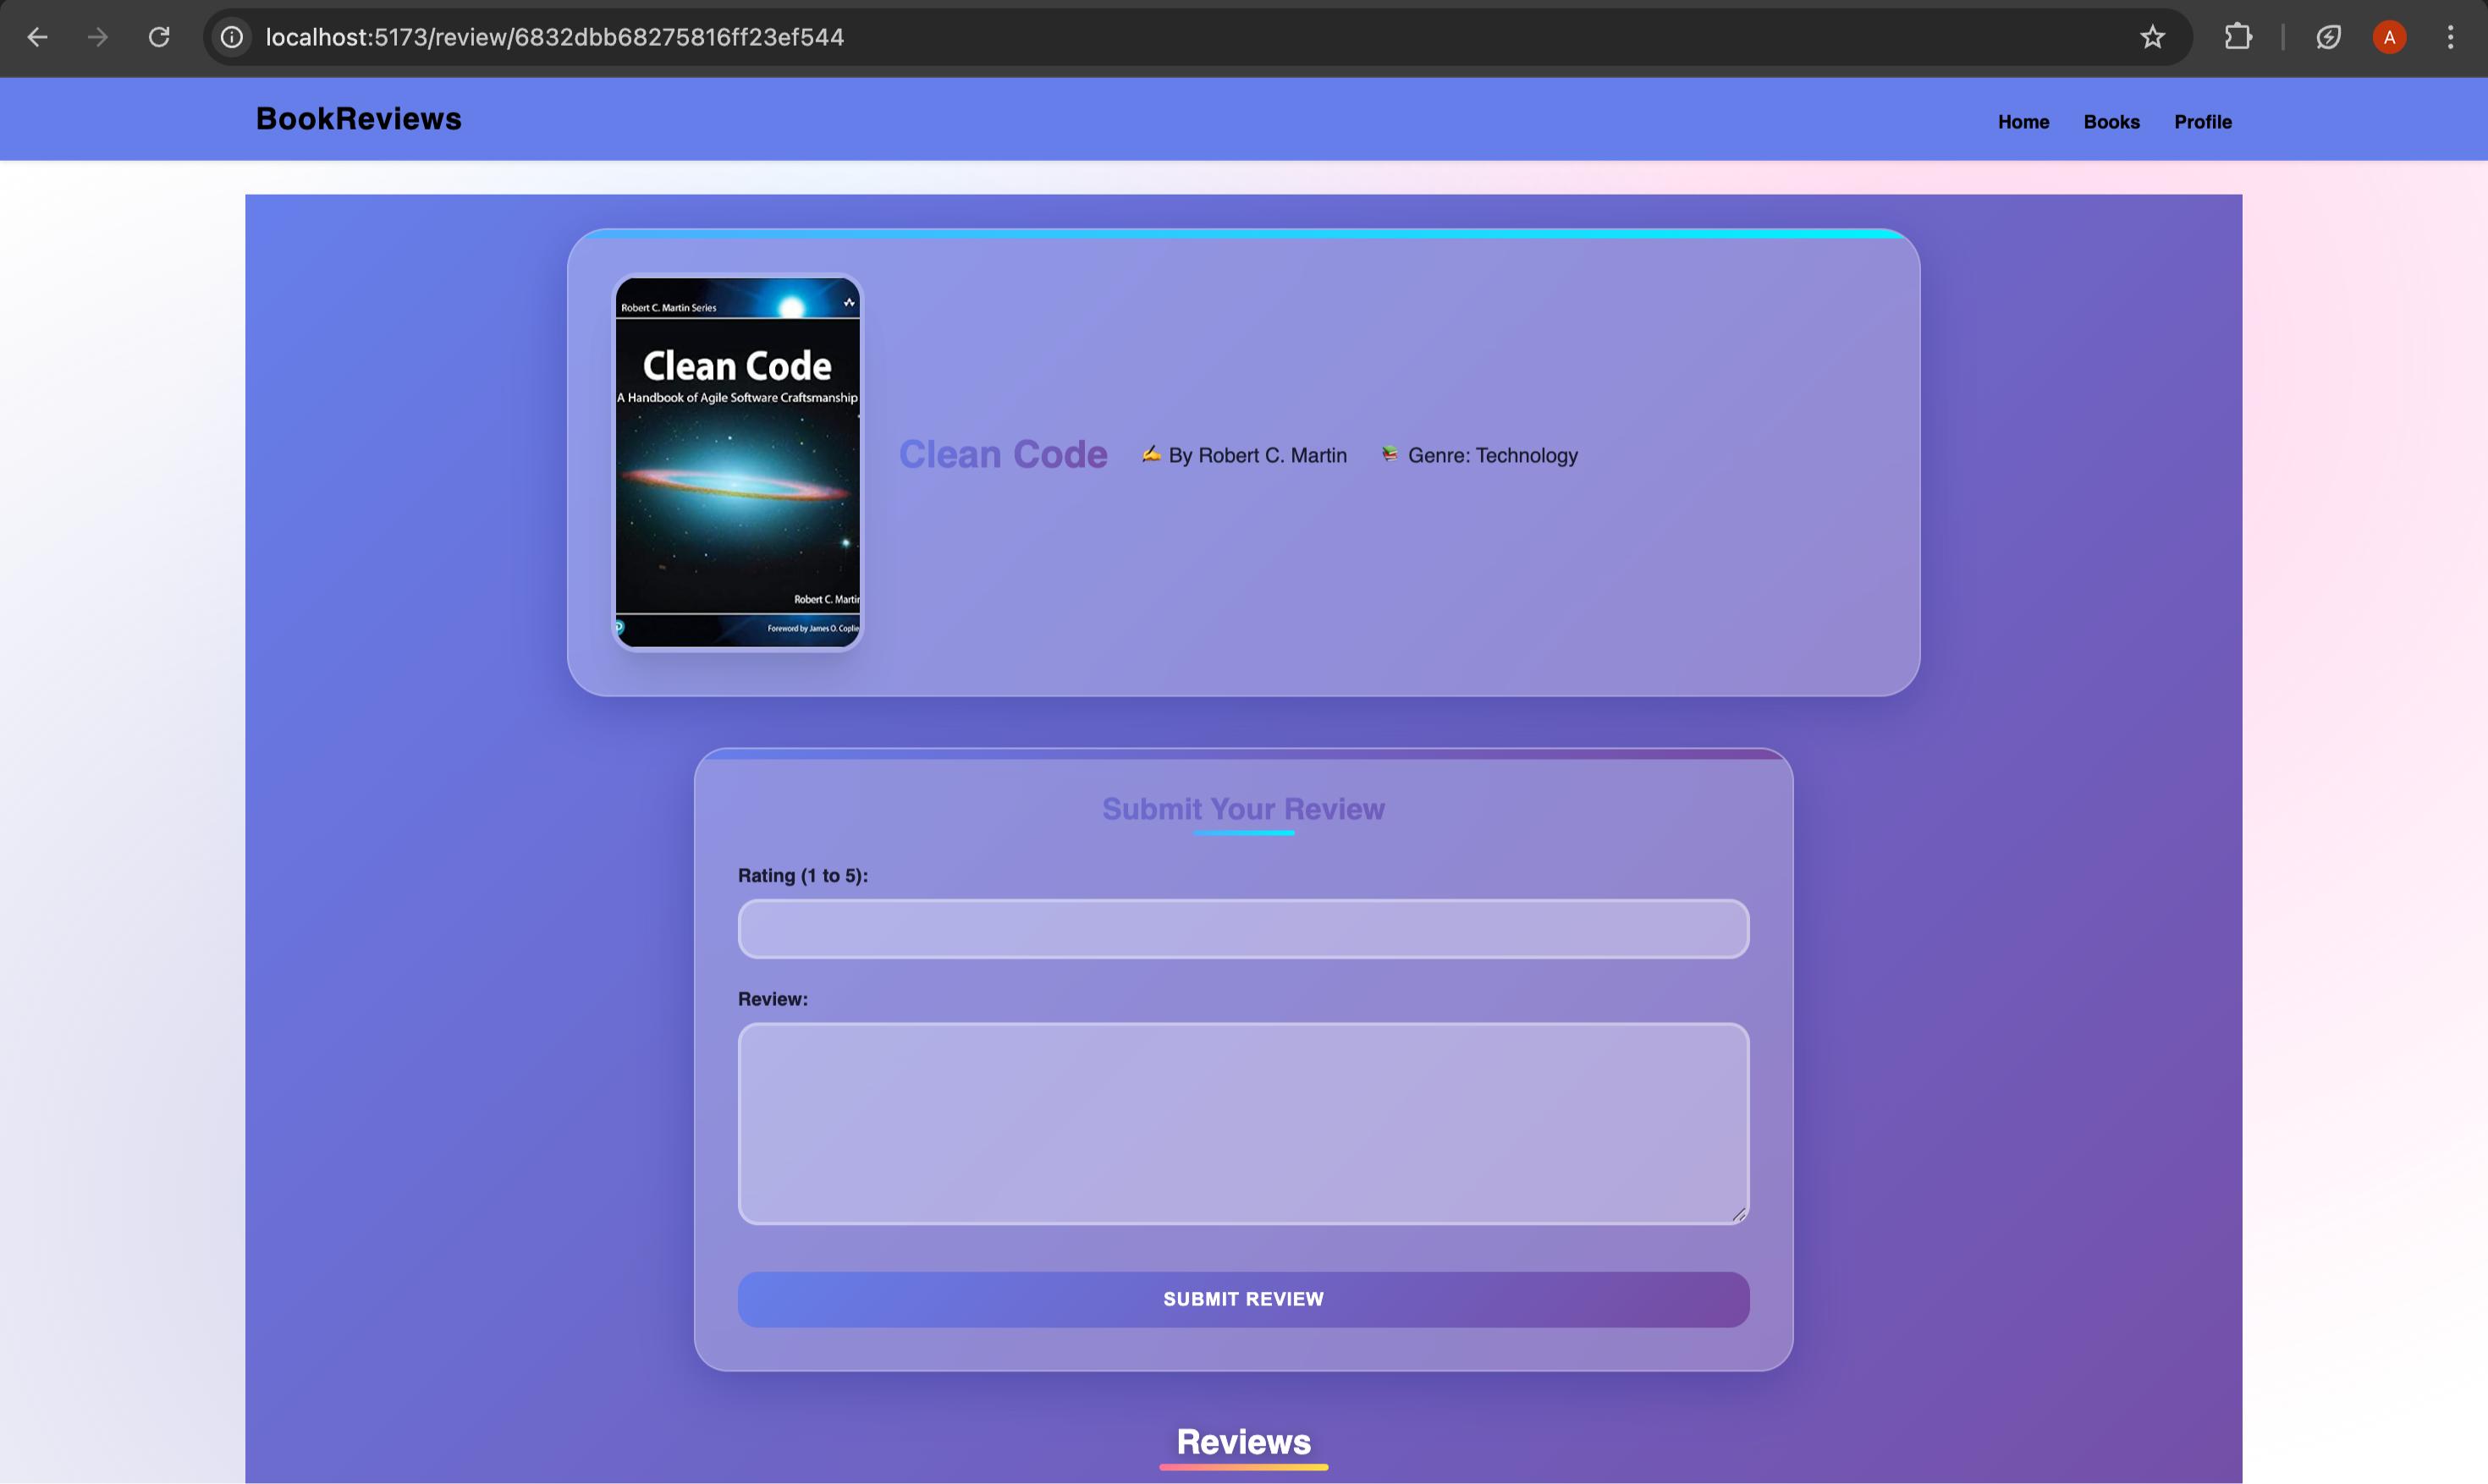 localhost:5173/review/6832dbb68275816ff23ef544
A
BookReviews
Home Books Profile
Robert C. Martin Series
Clean Code
A Handbook of Agile Software Craftsmanship
Robert C. Martin
Foreword by James O. Coplie
Clean Code ✍️ By Robert C. Martin 📚 Genre: Technology
Submit Your Review
Rating (1 to 5):
Review:
SUBMIT REVIEW
Reviews